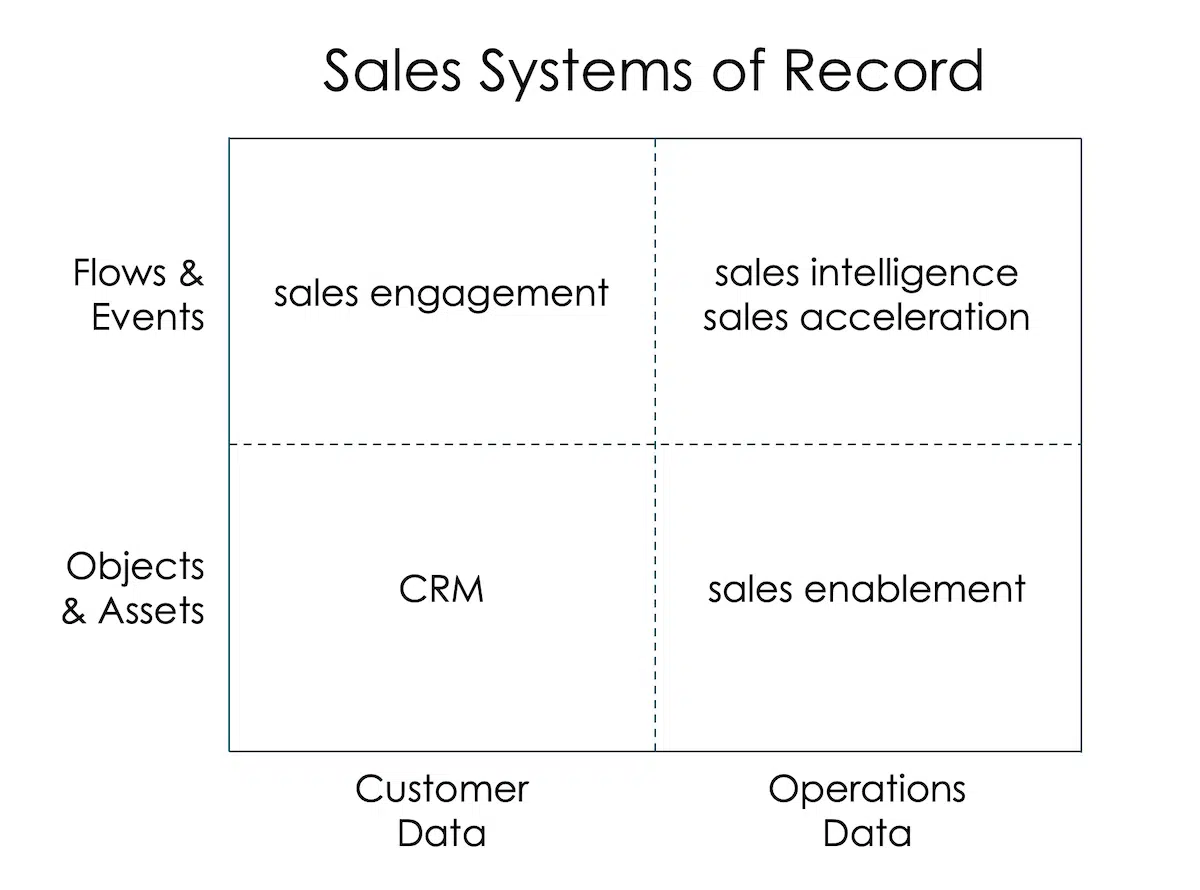 Sales Systems of Record
Flows &
Events
sales engagement
sales intelligence
sales acceleration
Objects
& Assets
CRM
sales enablement
Customer
Data
Operations
Data